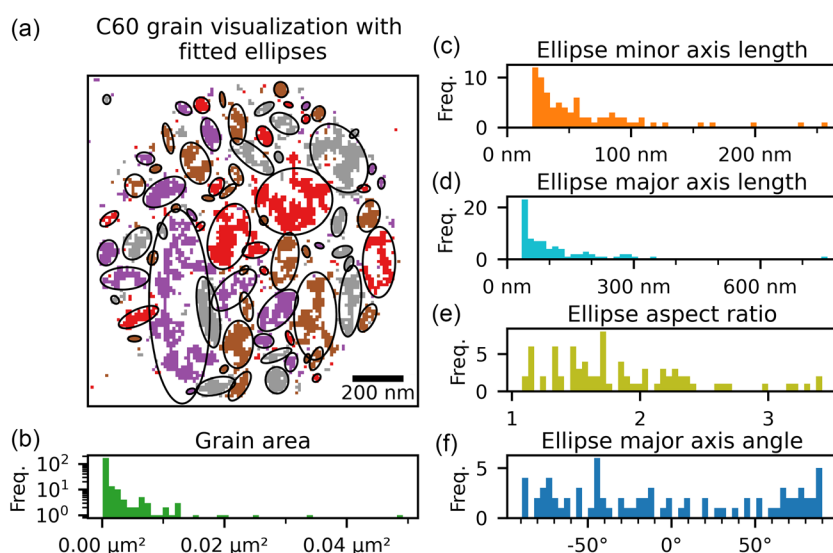 (a)
C60 grain visualization with
fitted ellipses
200 nm
(b)
Grain area
Freq.
10²
10¹
10⁰
0.00 µm² 0.02 µm² 0.04 µm²
(c)
Ellipse minor axis length
Freq.
10
0
0 nm 100 nm 200 nm
(d)
Ellipse major axis length
Freq.
20
0
0 nm 300 nm 600 nm
(e)
Ellipse aspect ratio
Freq.
5
0
1 2 3
(f)
Ellipse major axis angle
Freq.
5
0
-50° 0° 50°